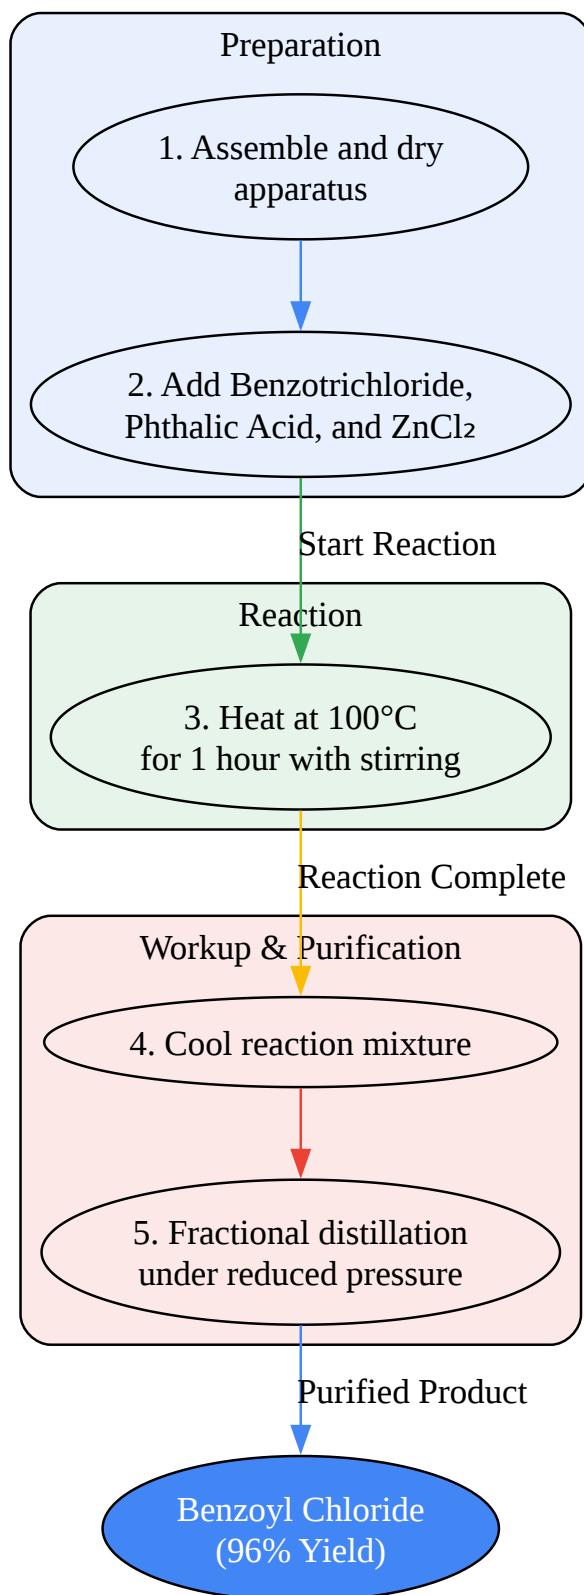 Preparation
1. Assemble and dry
apparatus
2. Add Benzotrichloride,
Phthalic Acid, and ZnCl₂
Start Reaction
Reaction
3. Heat at 100°C
for 1 hour with stirring
Reaction Complete
Workup & Purification
4. Cool reaction mixture
5. Fractional distillation
under reduced pressure
Purified Product
Benzoyl Chloride
(96% Yield)